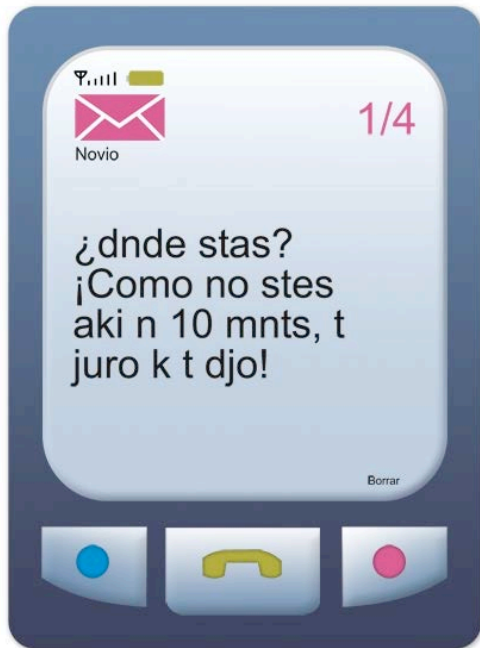 1/4
Novio
¿dnde stas?
¡Como no stes
aki n 10 mnts, t
juro k t djo!
Borrar